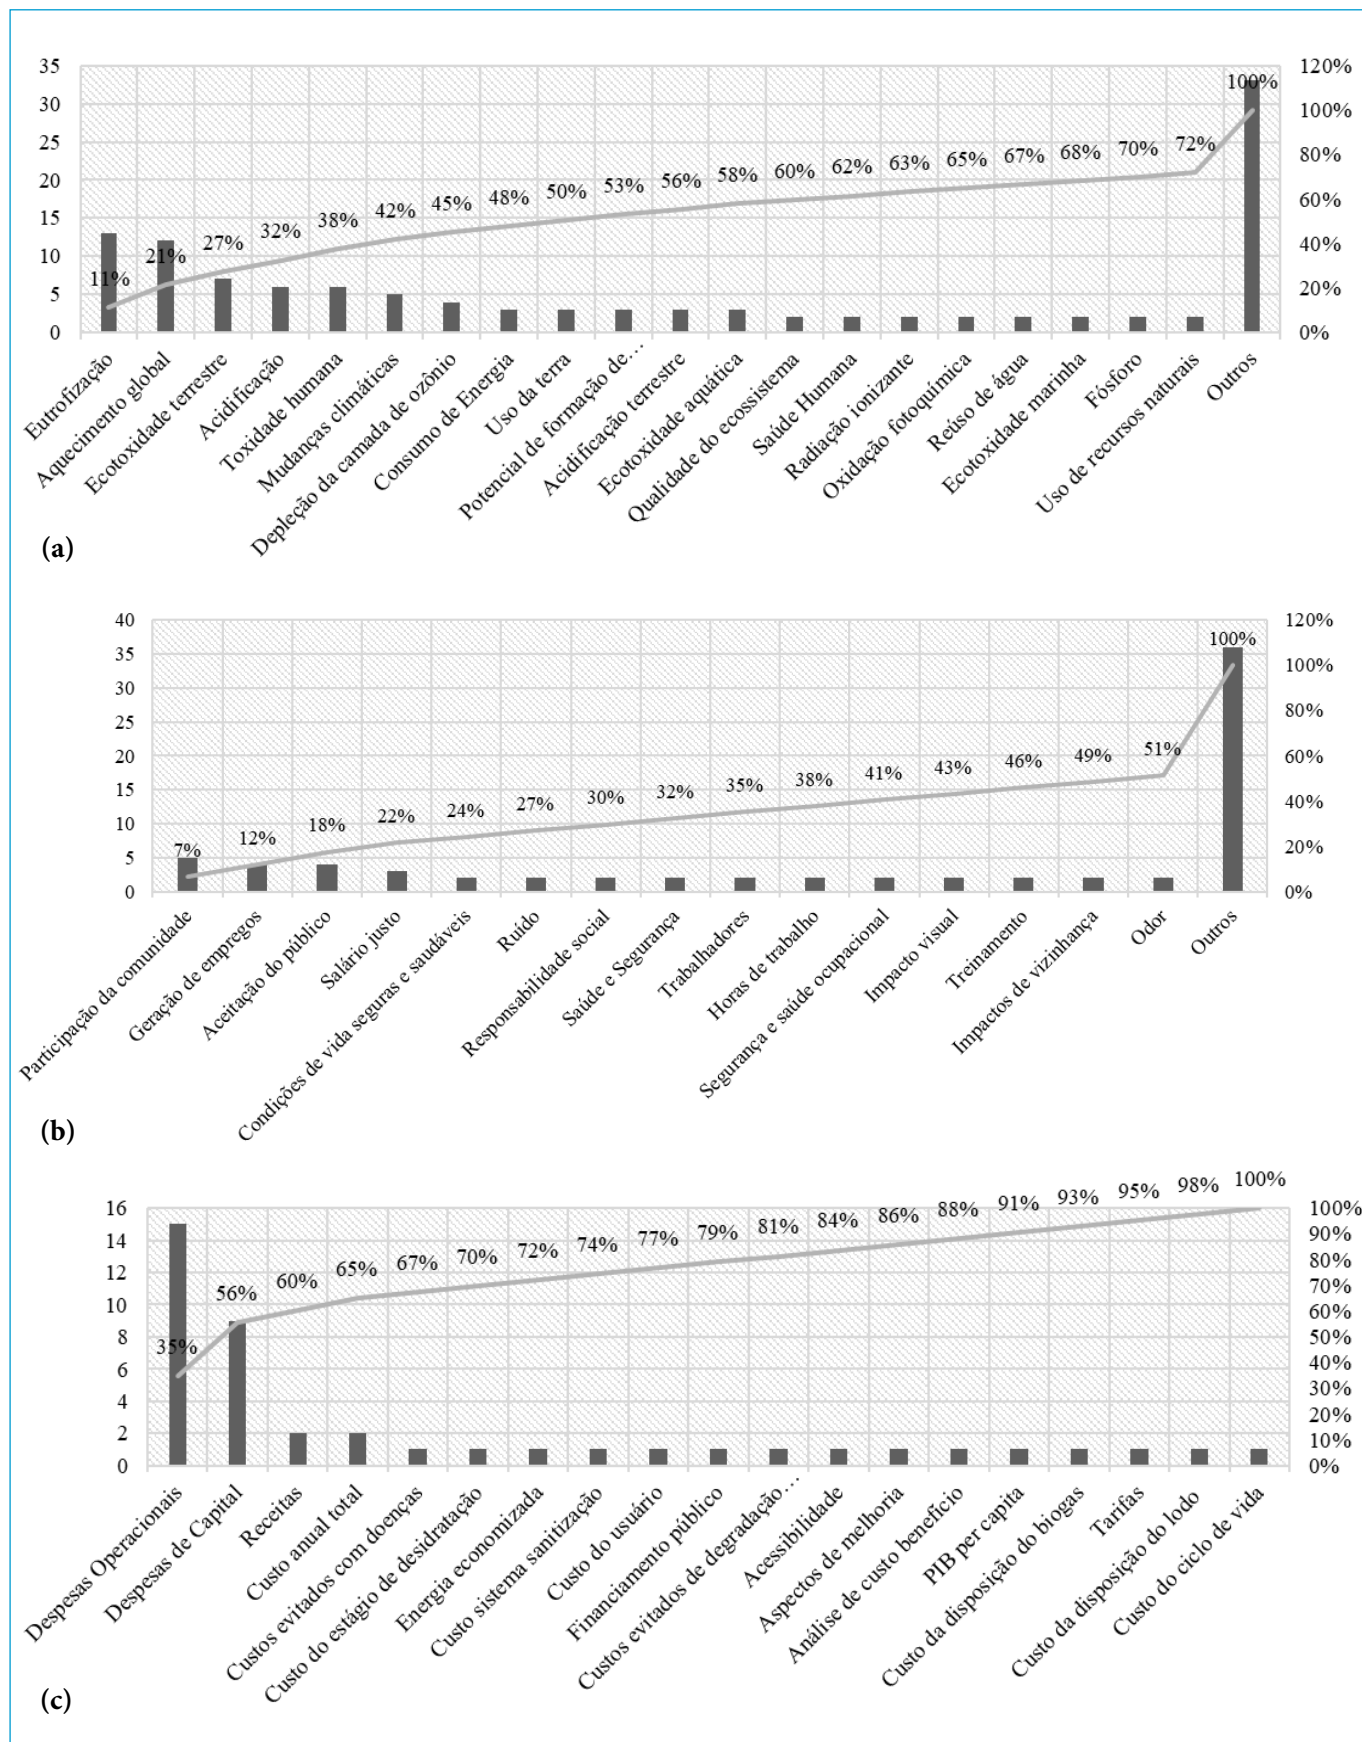 35
30
25
20
15
10
5
0
120%
100%
80%
60%
40%
20%
0%
11%
21%
27%
32%
38%
42%
45%
48%
50%
53%
56%
58%
60%
62%
63%
65%
67%
68%
70%
72%
100%
Eutrofização
Aquecimento global
Ecotoxidade terrestre
Acidificação
Toxidade humana
Mudanças climáticas
Depleção da camada de ozônio
Consumo de Energia
Uso da terra
Potencial de formação de…
Acidificação terrestre
Ecotoxidade aquática
Qualidade do ecossistema
Saúde Humana
Radiação ionizante
Oxidação fotoquímica
Reúso de água
Ecotoxidade marinha
Fósforo
Uso de recursos naturais
Outros
(a)
40
35
30
25
20
15
10
5
0
120%
100%
80%
60%
40%
20%
0%
7%
12%
18%
22%
24%
27%
30%
32%
35%
38%
41%
43%
46%
49%
51%
100%
Participação da comunidade
Geração de empregos
Aceitação do público
Salário justo
Condições de vida seguras e saudáveis
Ruído
Responsabilidade social
Saúde e Segurança
Trabalhadores
Horas de trabalho
Segurança e saúde ocupacional
Impacto visual
Treinamento
Impactos de vizinhança
Odor
Outros
(b)
16
14
12
10
8
6
4
2
0
100%
90%
80%
70%
60%
50%
40%
30%
20%
10%
0%
35%
56%
60%
65%
67%
70%
72%
74%
77%
79%
81%
84%
86%
88%
91%
93%
95%
98%
100%
Despesas Operacionais
Despesas de Capital
Receitas
Custo anual total
Custos evitados com doenças
Custo do estágio de desidratação
Energia economizada
Custo sistema sanitização
Custo do usuário
Financiamento público
Custos evitados de degradação…
Acessibilidade
Aspectos de melhoria
Análise de custo benefício
PIB per capita
Custo da disposição do biogas
Tarifas
Custo da disposição do lodo
Custo do ciclo de vida
(c)